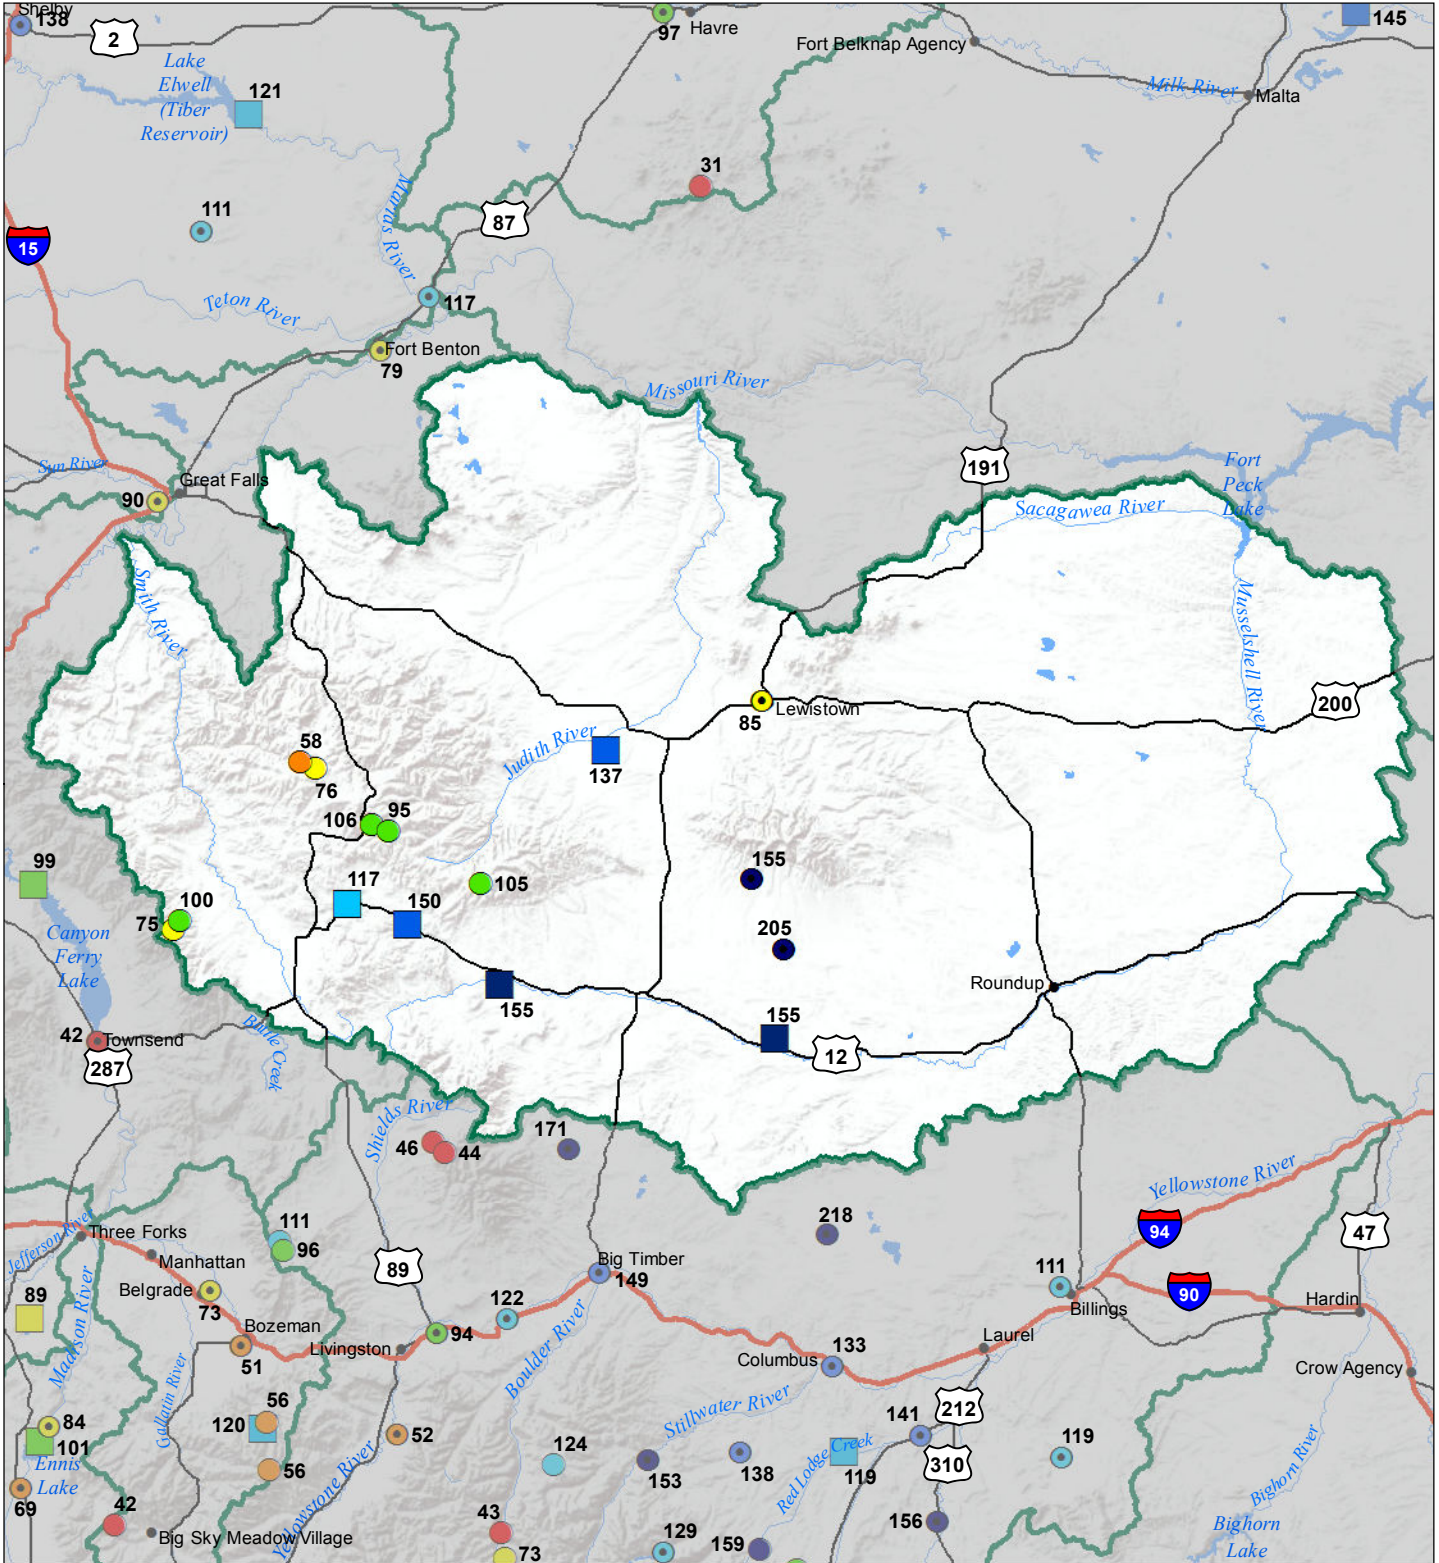 Shelby
138
2
97
Havre
Fort Belknap Agency
145
Milk River
Malta
Lake
Elwell
(Tiber
Reservoir)
121
31
111
Marias River
87
15
Teton River
117
Fort Benton
79
Missouri River
191
Fort
Peck
Lake
Sun River
Great Falls
90
Sacagawea River
Smith River
Musselshell River
200
85
Lewistown
Judith River
137
58
76
106
95
99
100
75
105
117
150
155
205
Canyon
Ferry
Lake
Roundup
155
155
12
42
Townsend
287
Battle Creek
Shields River
46
44
171
Yellowstone River
218
94
47
Jefferson River
Three Forks
111
96
Manhattan
Belgrade
73
89
Big Timber
149
111
Billings
90
Hardin
89
Madison River
Bozeman
51
Livingston
94
122
Boulder River
Columbus
133
Laurel
Crow Agency
Gallatin River
56
120
84
101
Ennis
Lake
52
Stillwater River
141
212
310
119
56
124
153
138
Red Lodge Creek
119
69
42
Big Sky Meadow Village
Yellowstone River
43
73
129
159
156
Bighorn River
Bighorn
Lake